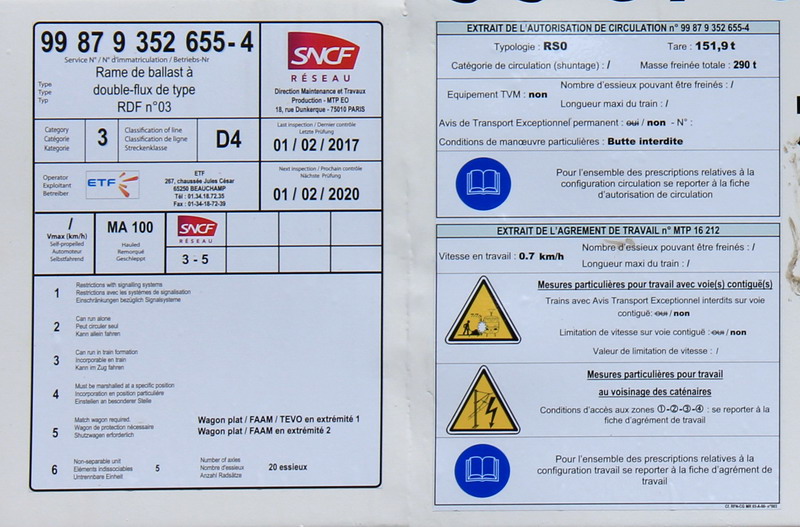 99 87 9 352 655-4
Service N° / N° d'immatriculation / Betriebs-Nr
Type
Type
Typ
Rame de ballast à
double-flux de type
RDF n°03
SNCF
RÉSEAU
Direction Maintenance et Travaux
Production - MTP EO
18, rue Dunkerque - 75010 PARIS
Category
Catégorie
Kategorie
3
Classification of line
Classification de ligne
Streckenklasse
D4
Last inspection / Dernier contrôle
Letzte Prüfung
01 / 02 / 2017
Operator
Exploitant
Betreiber
ETF
ETF
267, chaussée Jules César
95250 BEAUCHAMP
Tél : 01.34.18.72.35
Fax : 01-34-18-72-39
Next inspection / Prochain contrôle
Nächste Prüfung
01 / 02 / 2020
/
Vmax (km/h)
Self-propelled
Automoteur
Selbstfahrend
MA 100
Hauled
Remorqué
Geschleppt
SNCF
RÉSEAU
3 - 5
1
Restrictions with signalling systems
Restrictions avec les systèmes de signalisation
Einschränkungen bezüglich Signalsysteme
2
Can run alone
Peut circuler seul
Kann allein fahren
3
Can run in train formation
Incorporable en train
Kann im Zug fahren
4
Must be marshalled at a specific position
Incorporation en position particulière
Einstellen an besonderer Stelle
5
Match wagon required.
Wagon de protection nécessaire
Shutzwagen erforderlich
Wagon plat / FAAM / TEVO en extrémité 1
Wagon plat / FAAM en extrémité 2
6
Non-separable unit
Eléments indissociables
Untrennbare Einheit
5
Number of axles
Nombre d'essieux
Anzahl Radsätze
20 essieux
EXTRAIT DE L'AUTORISATION DE CIRCULATION n° 99 87 9 352 655-4
Typologie : RS0
Tare : 151,9 t
Catégorie de circulation (shuntage) : /
Masse freinée totale : 290 t
Equipement TVM : non
Nombre d'essieux pouvant être freinés : /
Longueur maxi du train : /
Avis de Transport Exceptionnel permanent : oui / non - N° :
Conditions de manœuvre particulières : Butte interdite
Pour l'ensemble des prescriptions relatives à la
configuration circulation se reporter à la fiche
d'autorisation de circulation
EXTRAIT DE L'AGREMENT DE TRAVAIL n° MTP 16 212
Vitesse en travail : 0.7 km/h
Nombre d'essieux pouvant être freinés : /
Longueur maxi du train : /
Mesures particulières pour travail avec voie(s) contiguë(s)
Trains avec Avis Transport Exceptionnel interdits sur voie
contiguë: oui / non
Limitation de vitesse sur voie contiguë : oui / non
Valeur de limitation de vitesse : /
Mesures particulières pour travail
au voisinage des caténaires
Conditions d'accès aux zones ①-②-③-④ : se reporter à la
fiche d'agrément de travail
Pour l'ensemble des prescriptions relatives à la
configuration travail se reporter à la fiche d'agrément de
travail